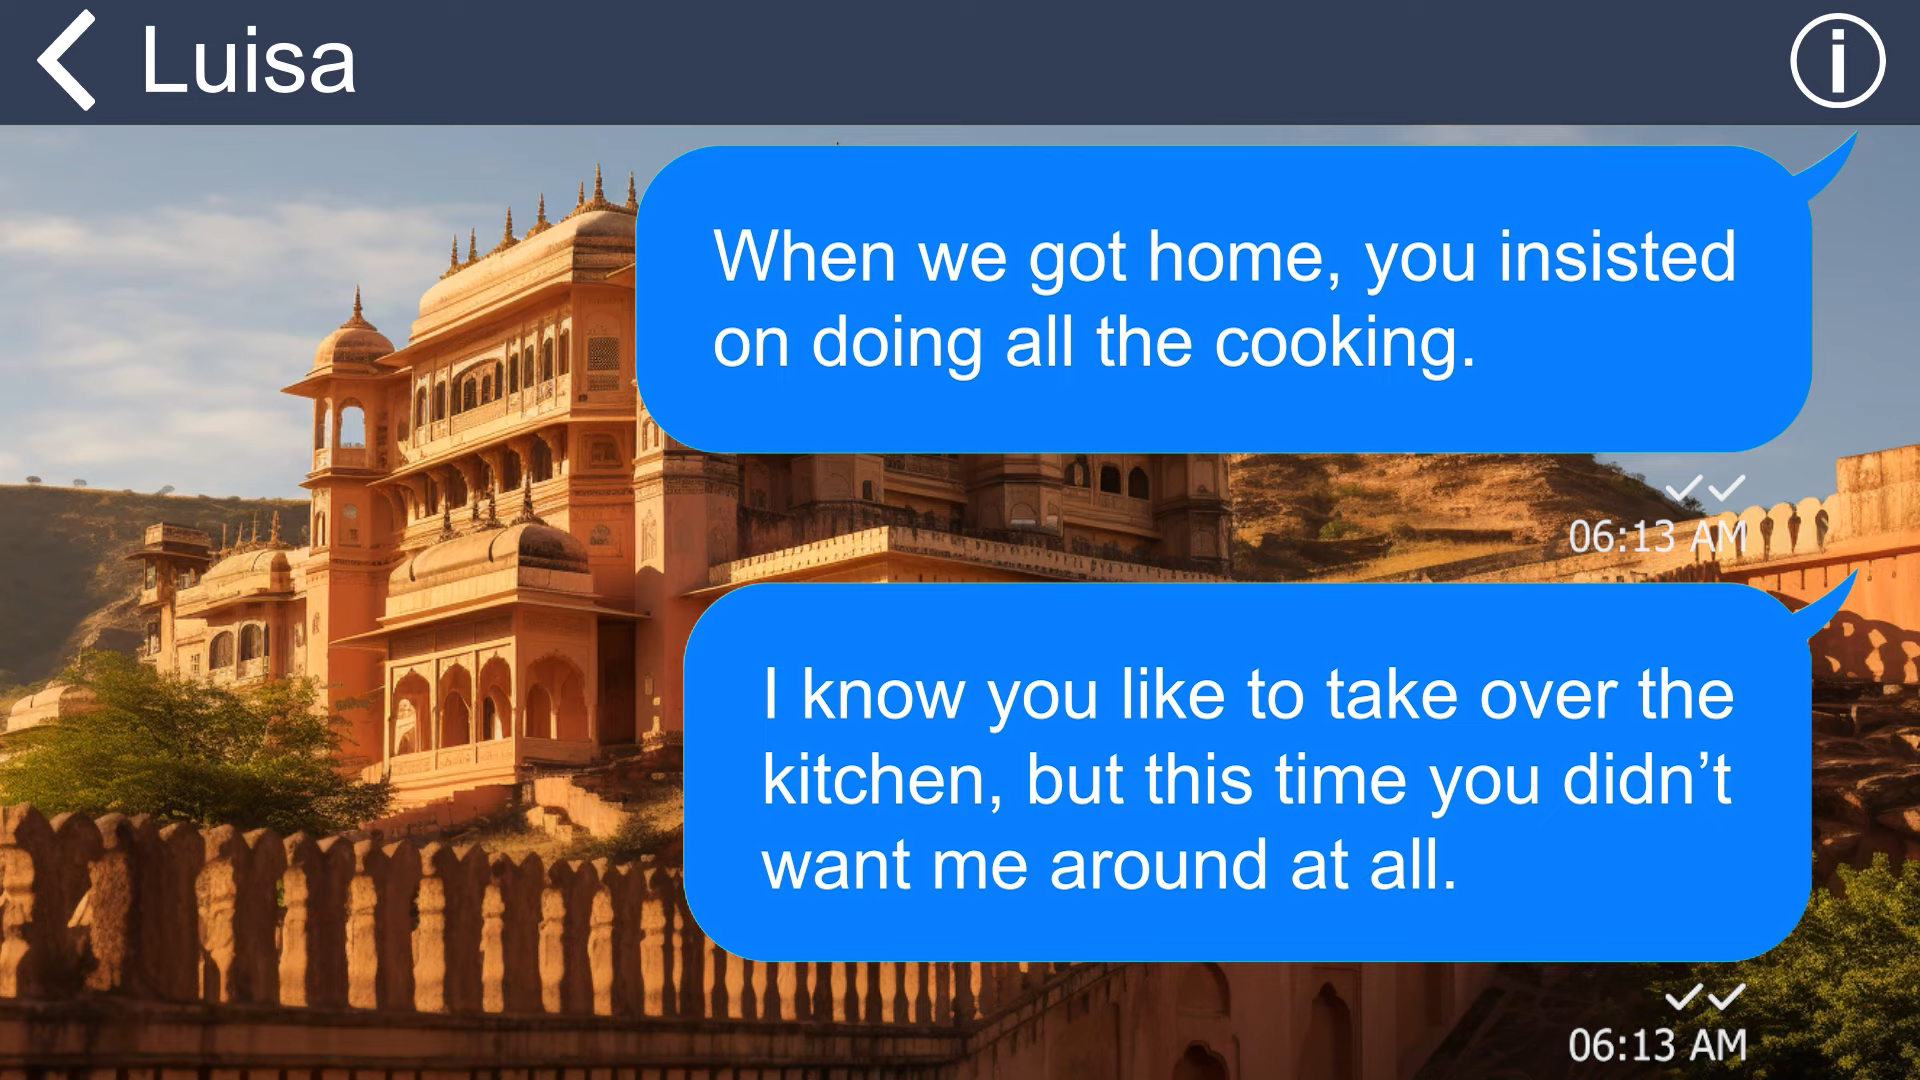 Luisa
When we got home, you insisted
on doing all the cooking.
06:13 AM
I know you like to take over the
kitchen, but this time you didn’t
want me around at all.
06:13 AM